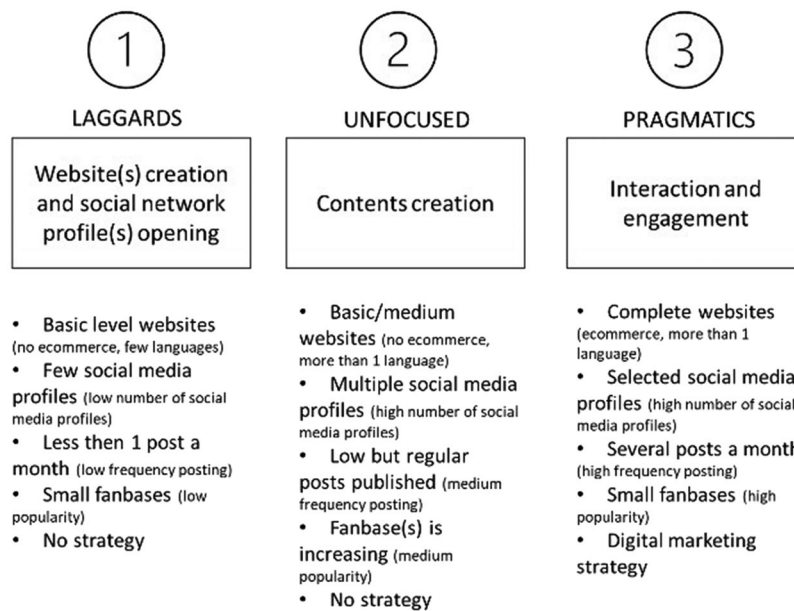 1
LAGGARDS
Website(s) creation
and social network
profile(s) opening
• Basic level websites
(no ecommerce, few languages)
• Few social media
profiles (low number of social
media profiles)
• Less then 1 post a
month (low frequency posting)
• Small fanbases (low
popularity)
• No strategy
2
UNFOCUSED
Contents creation
• Basic/medium
websites (no ecommerce,
more than 1 language)
• Multiple social media
profiles (high number of social
media profiles)
• Low but regular
posts published (medium
frequency posting)
• Fanbase(s) is
increasing (medium
popularity)
• No strategy
3
PRAGMATICS
Interaction and
engagement
• Complete websites
(ecommerce, more than 1
language)
• Selected social media
profiles (high number of social
media profiles)
• Several posts a month
(high frequency posting)
• Small fanbases (high
popularity)
• Digital marketing
strategy